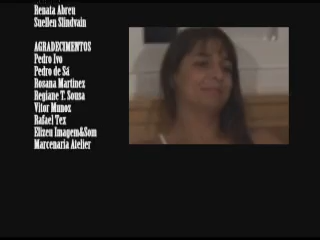 Renata Abreu
Suellen Slindvain
AGRADECIMENTOS
Pedro Ivo
Pedro de Sá
Rosana Martinez
Regiane T. Sousa
Vitor Munoz
Rafael Tex
Elizeu Imagem&Som
Marcenaria Atelier